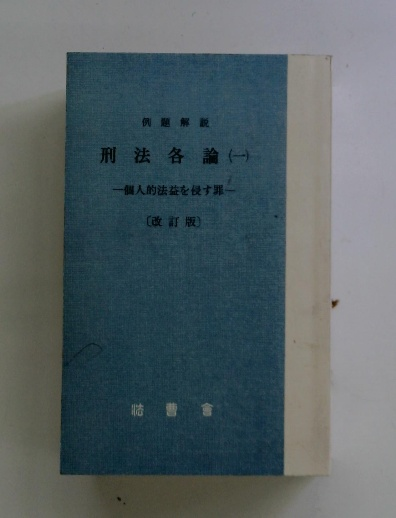 例題解説
刑法各論(一)
―個人的法益を侵す罪―
〔改訂版〕
法曹會